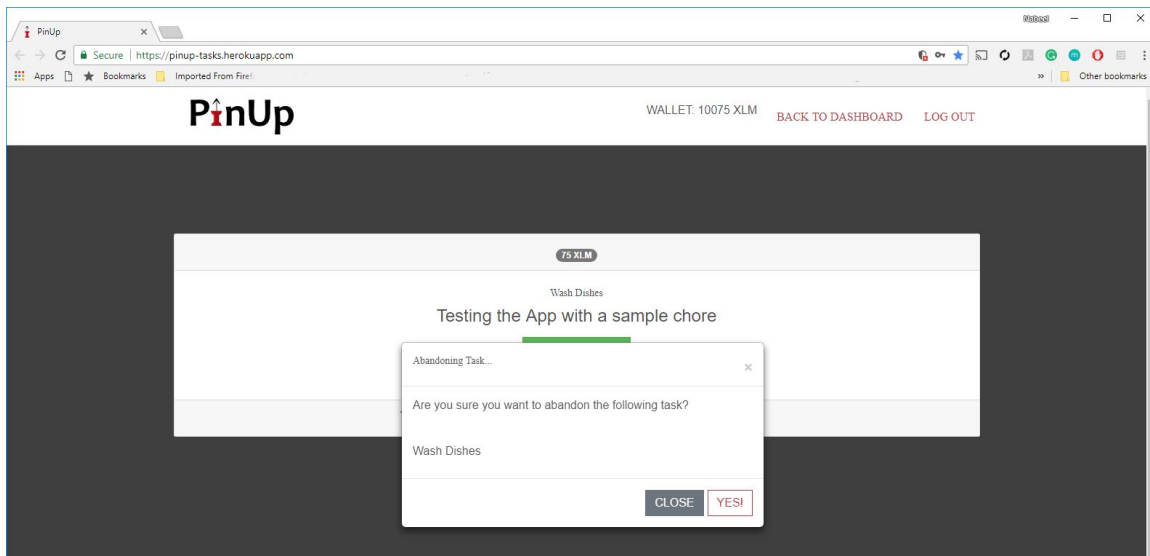 Nabeel
PinUp
Secure | https://pinup-tasks.herokuapp.com
Apps Bookmarks Imported From Firef
Other bookmarks
PinUp WALLET: 10075 XLM BACK TO DASHBOARD LOG OUT
75 XLM
Wash Dishes
Testing the App with a sample chore
Abandoning Task... ×
Are you sure you want to abandon the following task?
Wash Dishes
CLOSE YES!